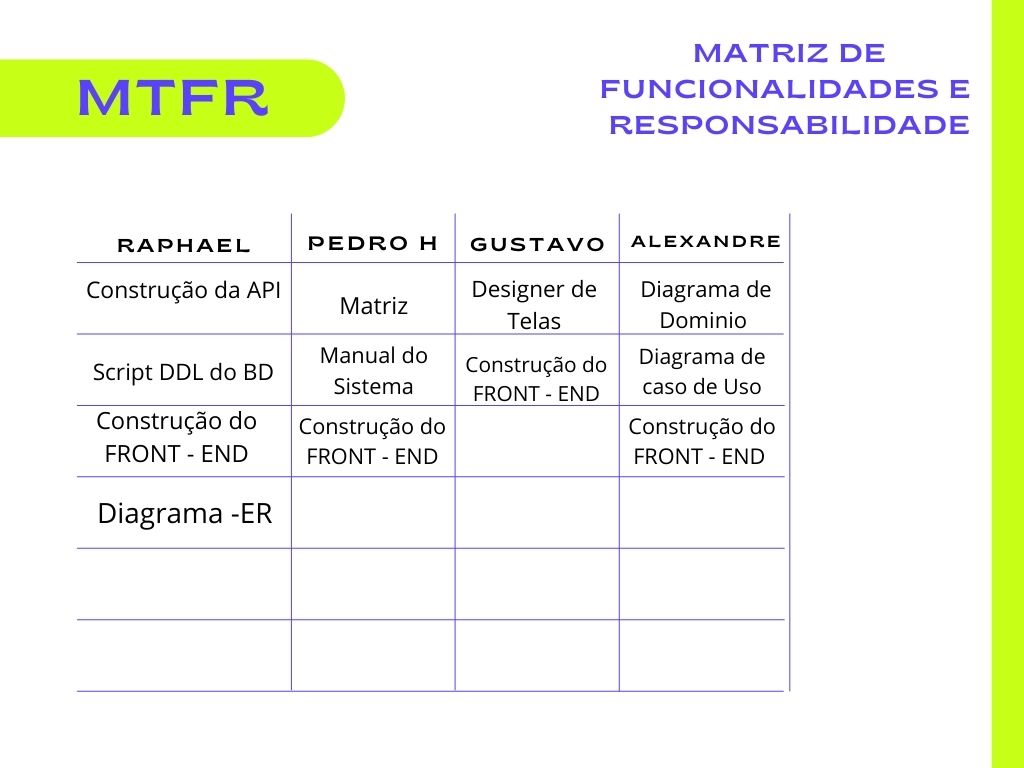 MTFR
MATRIZ DE
FUNCIONALIDADES E
RESPONSABILIDADE
RAPHAEL
PEDRO H
GUSTAVO
ALEXANDRE
Construção da API
Matriz
Designer de
Telas
Diagrama de
Dominio
Script DDL do BD
Manual do
Sistema
Construção do
FRONT - END
Diagrama de
caso de Uso
Construção do
FRONT - END
Construção do
FRONT - END
Construção do
FRONT - END
Diagrama -ER